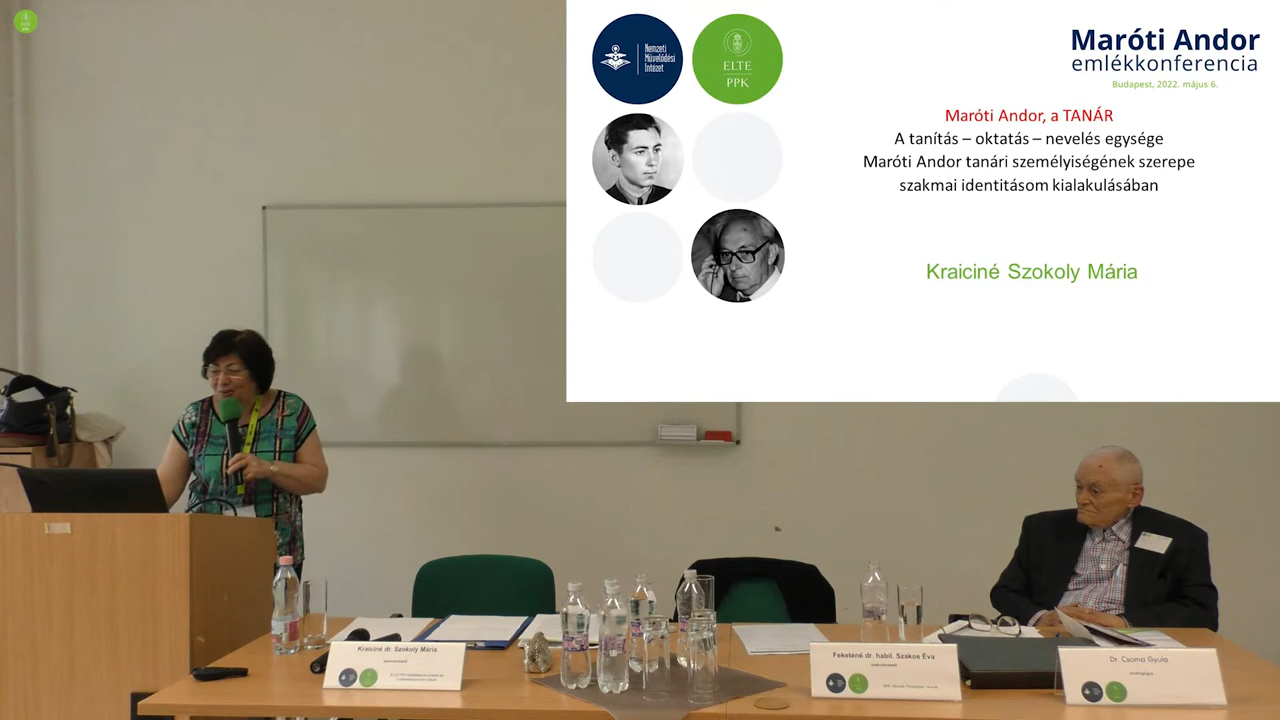 ELTE
PPK
Nemzeti
Művelődési
Intézet
ELTE
PPK
Maróti Andor
emlékkonferencia
Budapest, 2022. május 6.
Maróti Andor, a TANÁR
A tanítás – oktatás – nevelés egysége
Maróti Andor tanári személyiségének szerepe
szakmai identitásom kialakulásában
Kraiciné Szokoly Mária
Kraiciné dr. Szokoly Mária
Feketéné dr. habil. Szakos Éva
Dr. Csoma Gyula